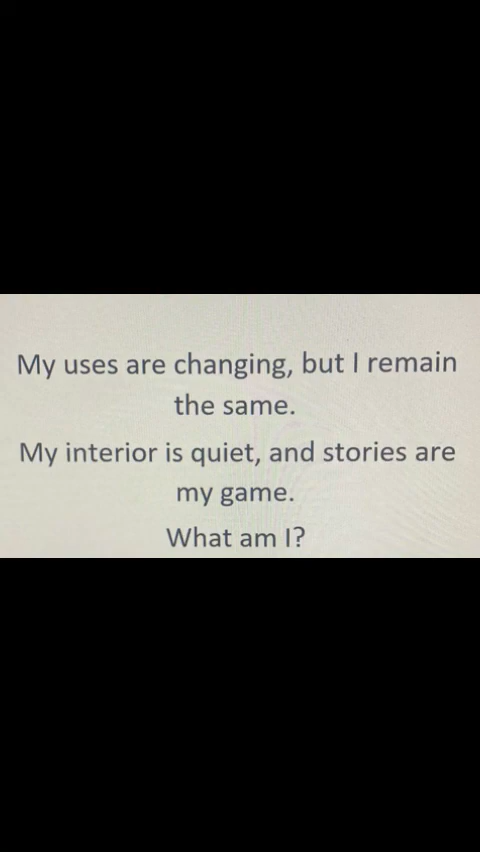 My uses are changing, but I remain
the same.
My interior is quiet, and stories are
my game.
What am I?